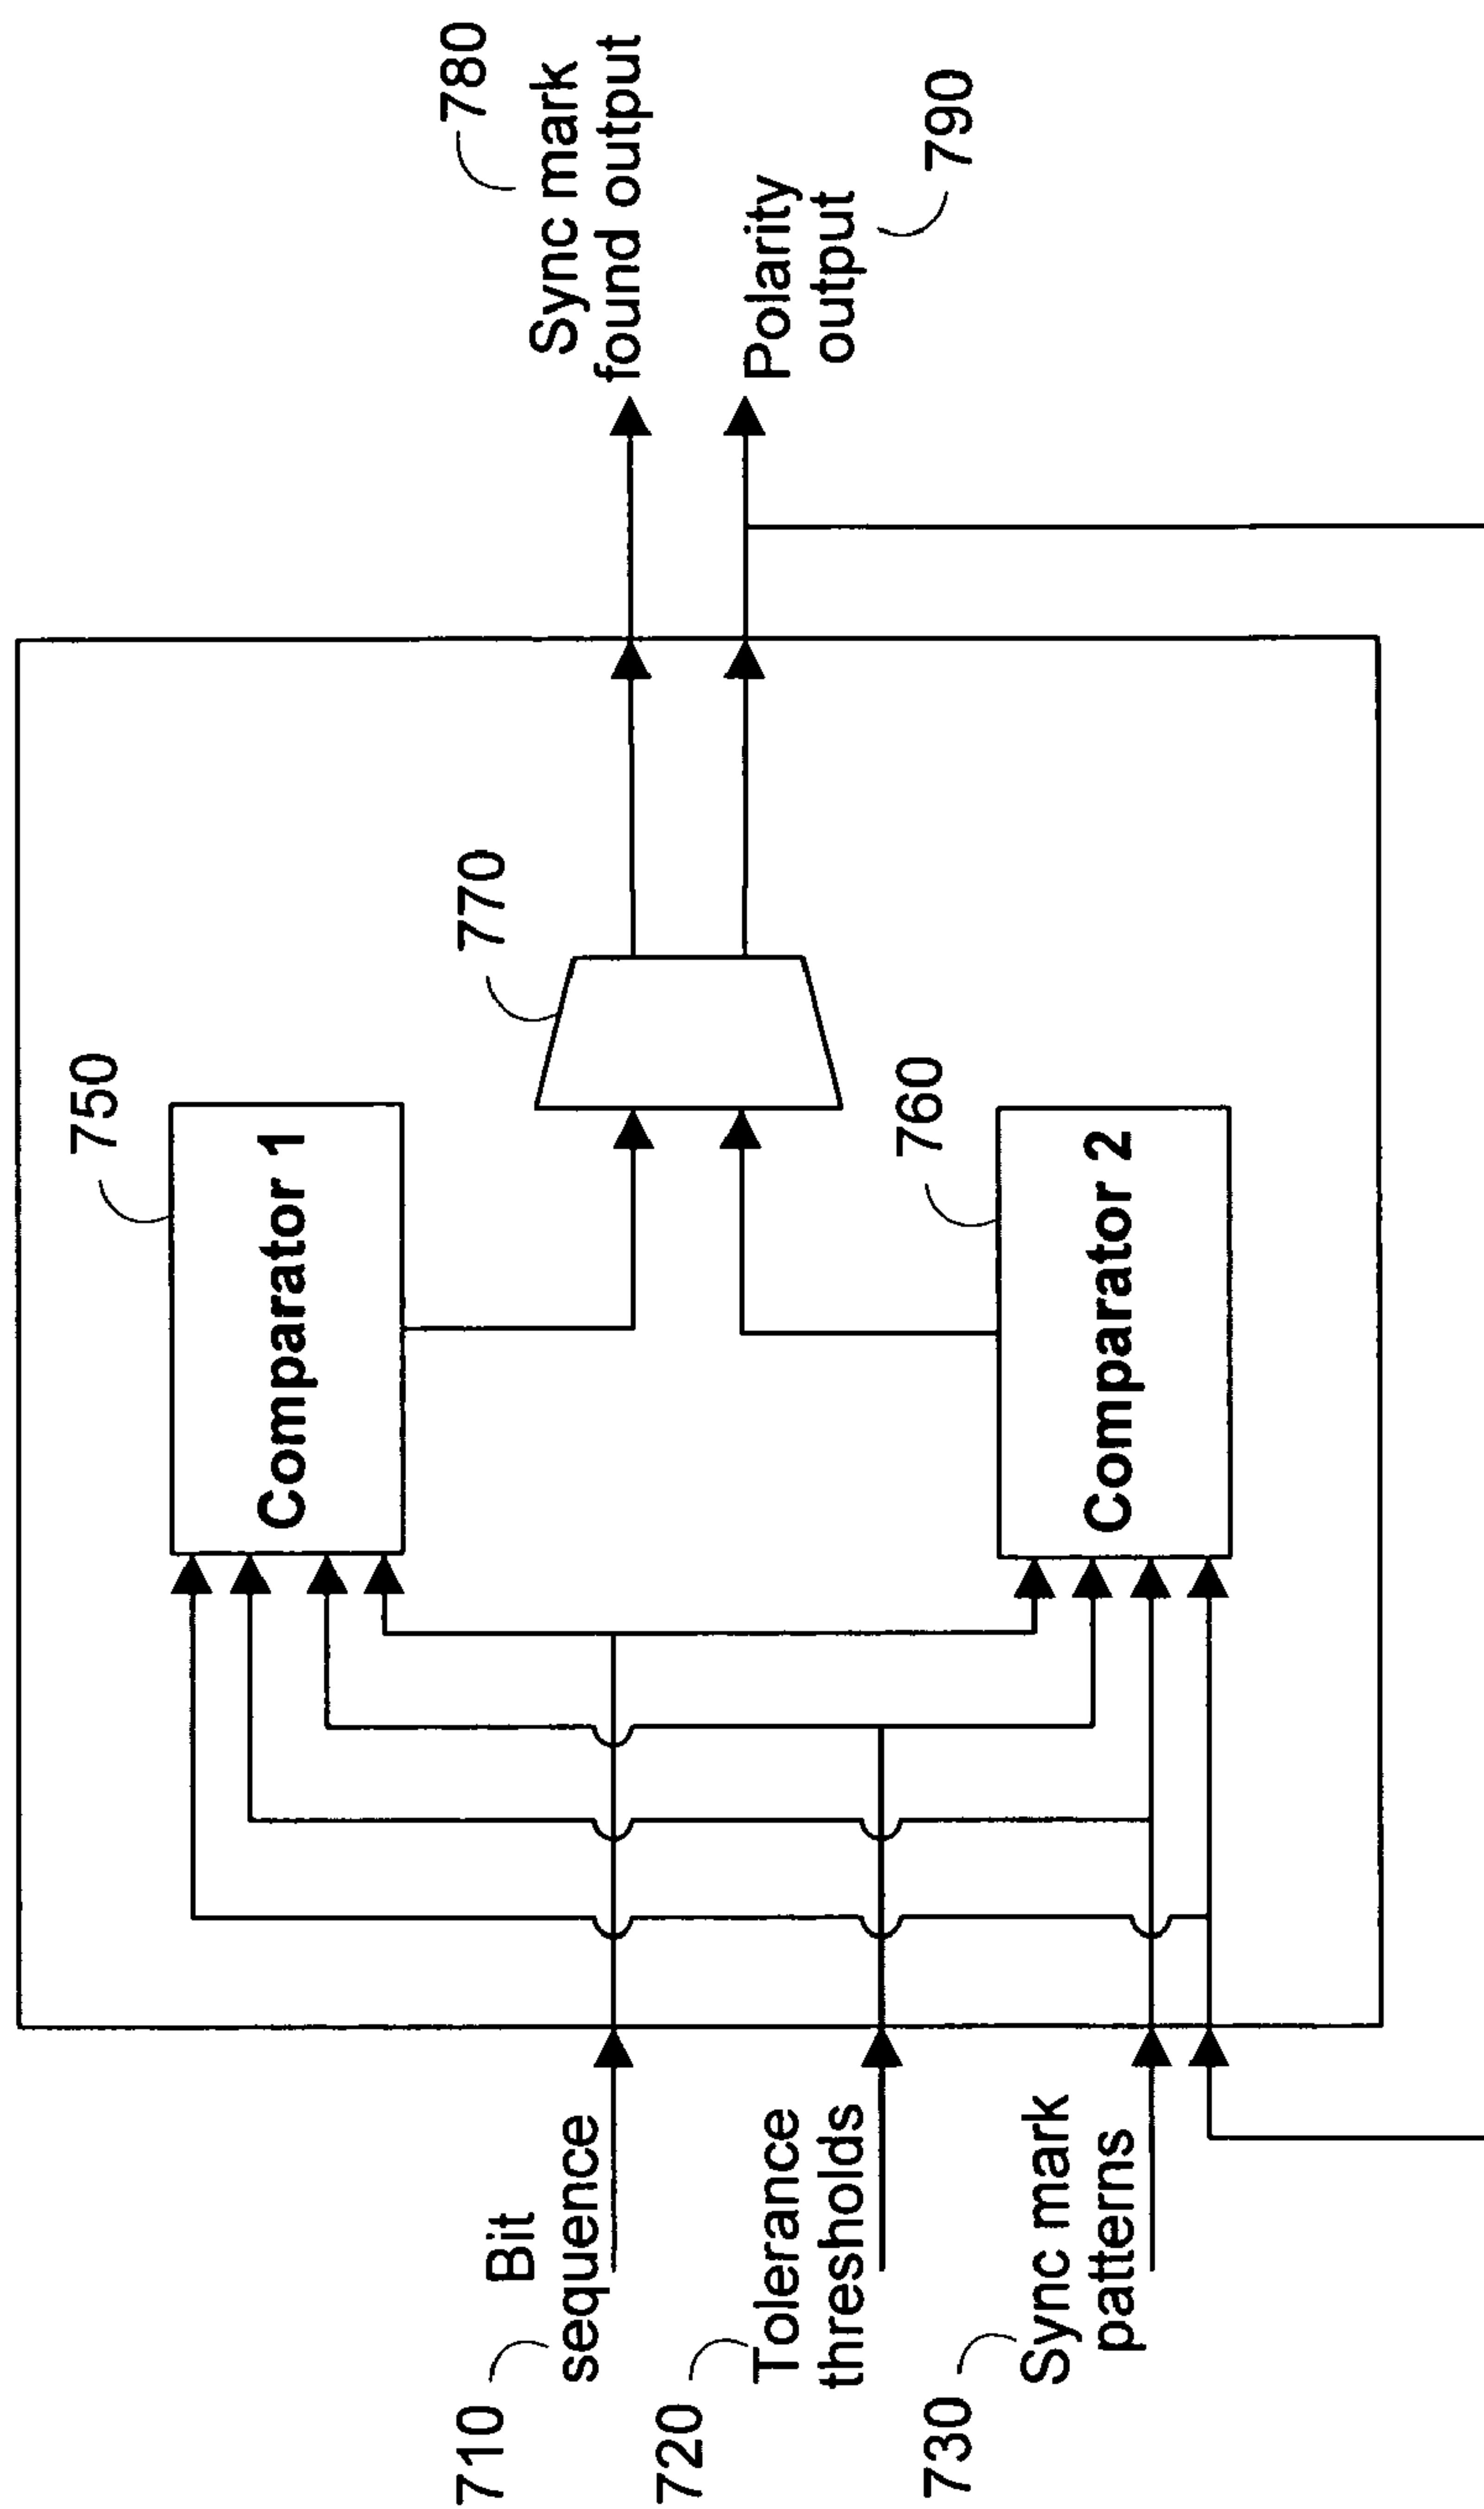 710
Bit
sequence
720
Tolerance
thresholds
730
Sync mark
patterns
750
Comparator 1
760
Comparator 2
770
780
Sync mark
found output
Polarity
output
790